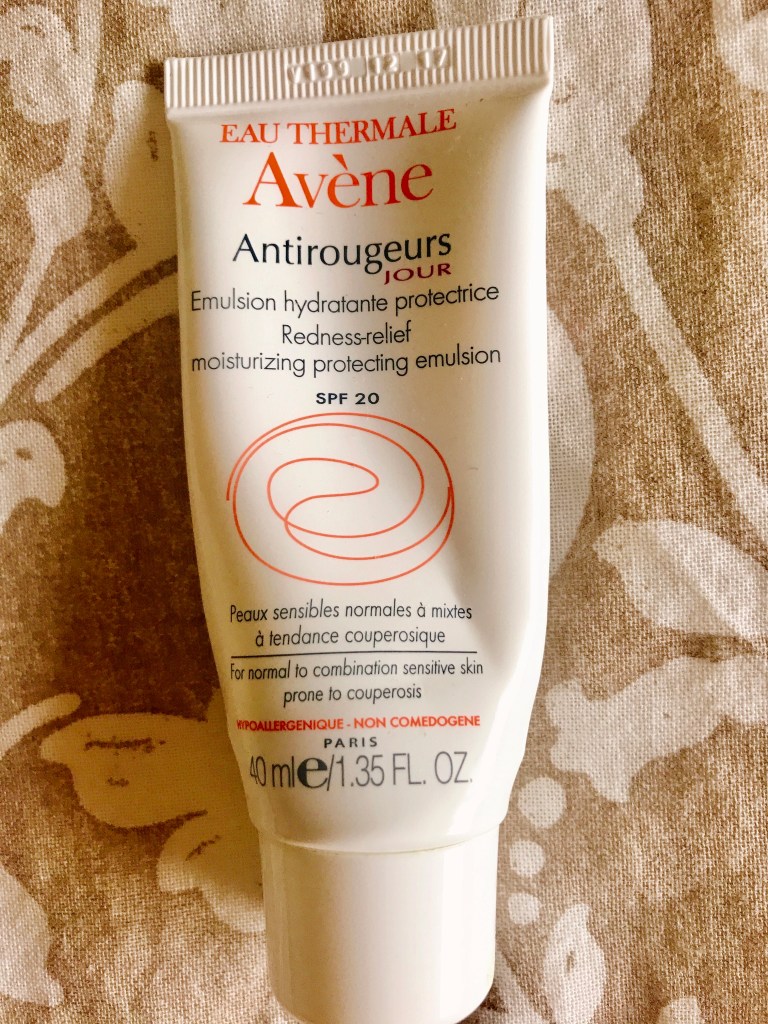 EAU THERMALE
Avène
Antirougeurs
JOUR
Emulsion hydratante protectrice
Redness-relief
moisturizing protecting emulsion
SPF 20
Peaux sensibles normales à mixtes
à tendance couperosique
For normal to combination sensitive skin
prone to couperosis
HYPOALLERGENIQUE - NON COMEDOGENE
PARIS
40 ml e/1.35 FL. OZ.